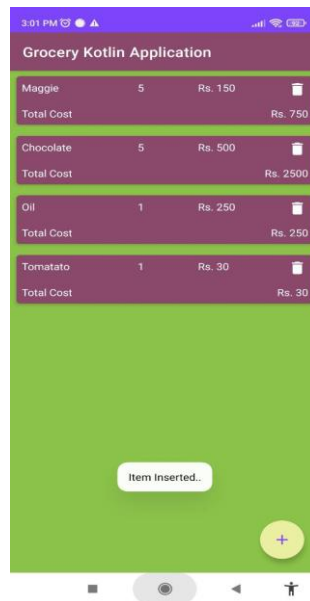 3:01 PM
Grocery Kotlin Application
Maggie 5 Rs. 150
Total Cost Rs. 750
Chocolate 5 Rs. 500
Total Cost Rs. 2500
Oil 1 Rs. 250
Total Cost Rs. 250
Tomatato 1 Rs. 30
Total Cost Rs. 30
Item Inserted..
+